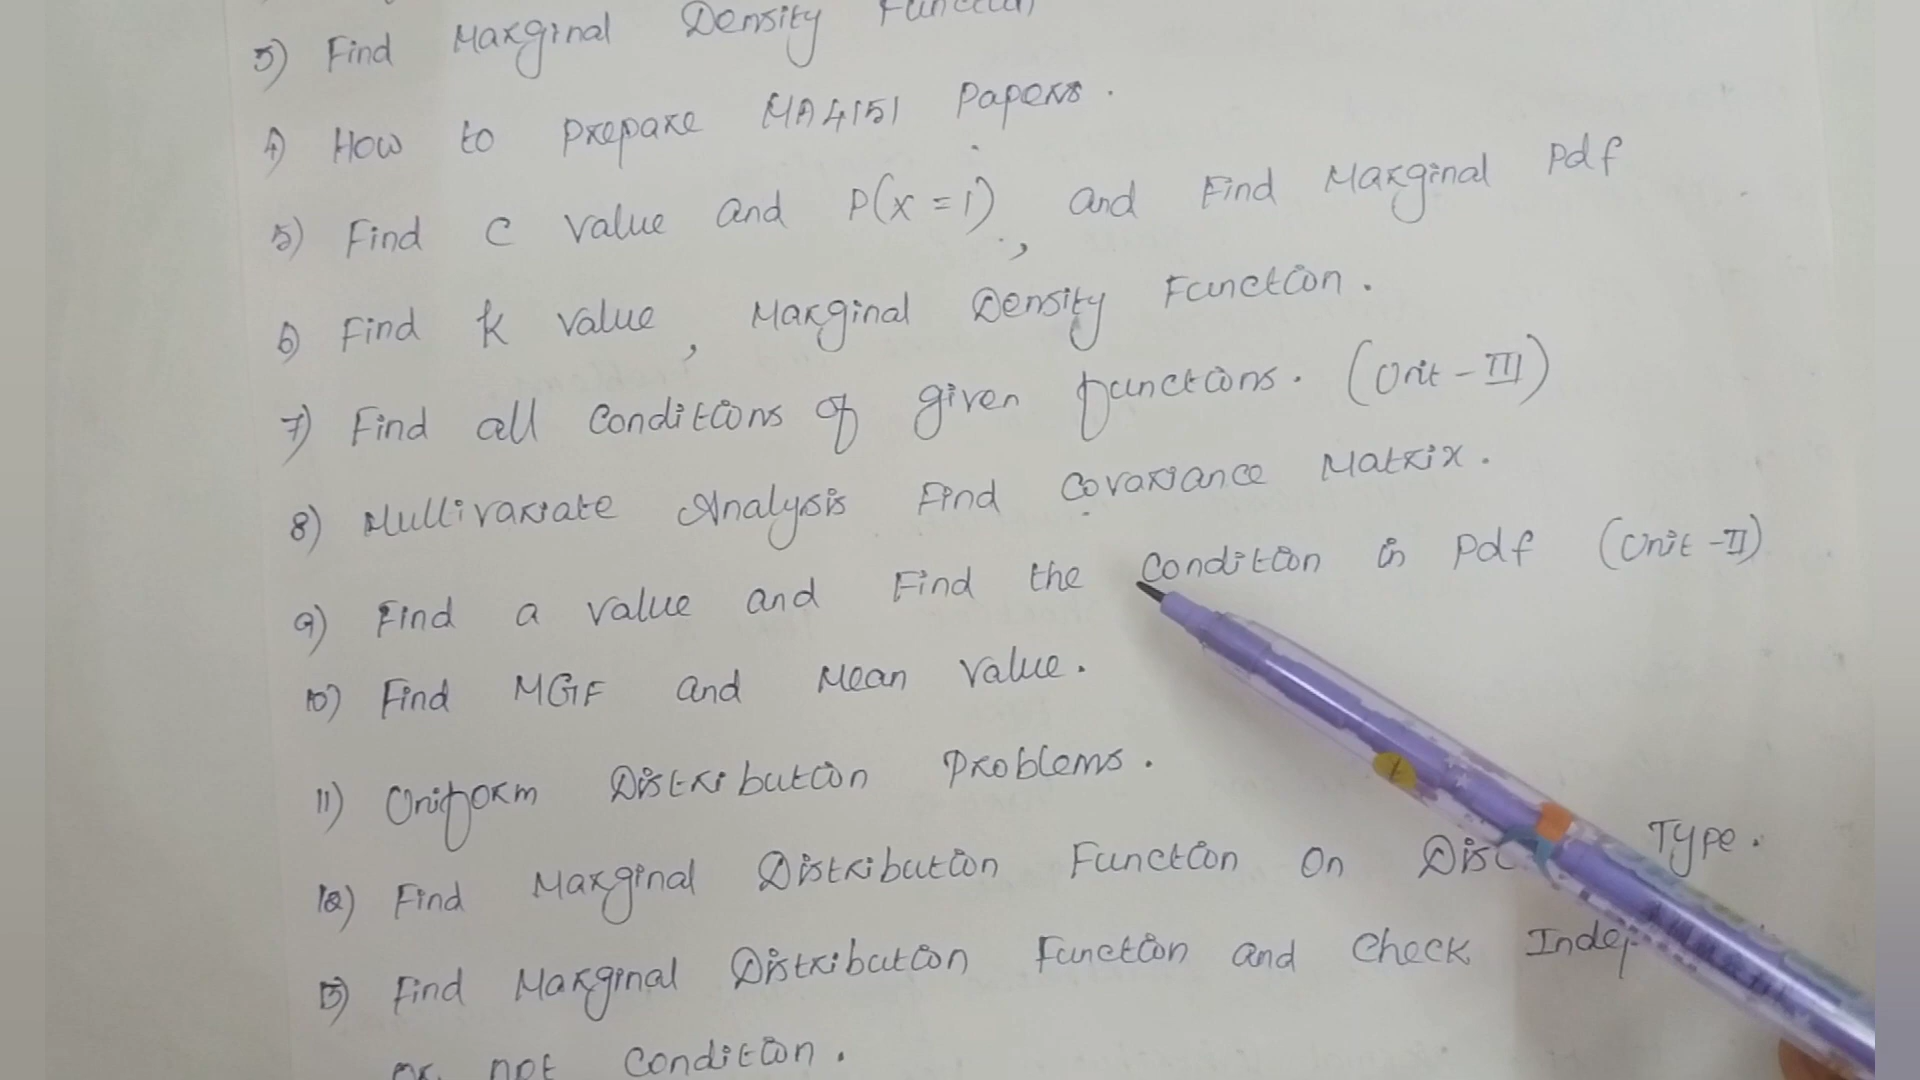 3) Find Marginal Density Function
4) How to prepare MA4151 Papers.
5) Find C value and P(x=1), and Find Marginal Pdf
6) Find k value, Marginal Density Function.
7) Find all Conditions of given functions. (Unit-III)
8) Multivariate Analysis Find Covariance Matrix.
9) Find a value and Find the Condition in Pdf (Unit-II)
10) Find MGF and Mean Value.
11) Uniform Distribution Problems.
12) Find Marginal Distribution Function On Type.
13) Find Marginal Distribution Function and Check
or not Condition.